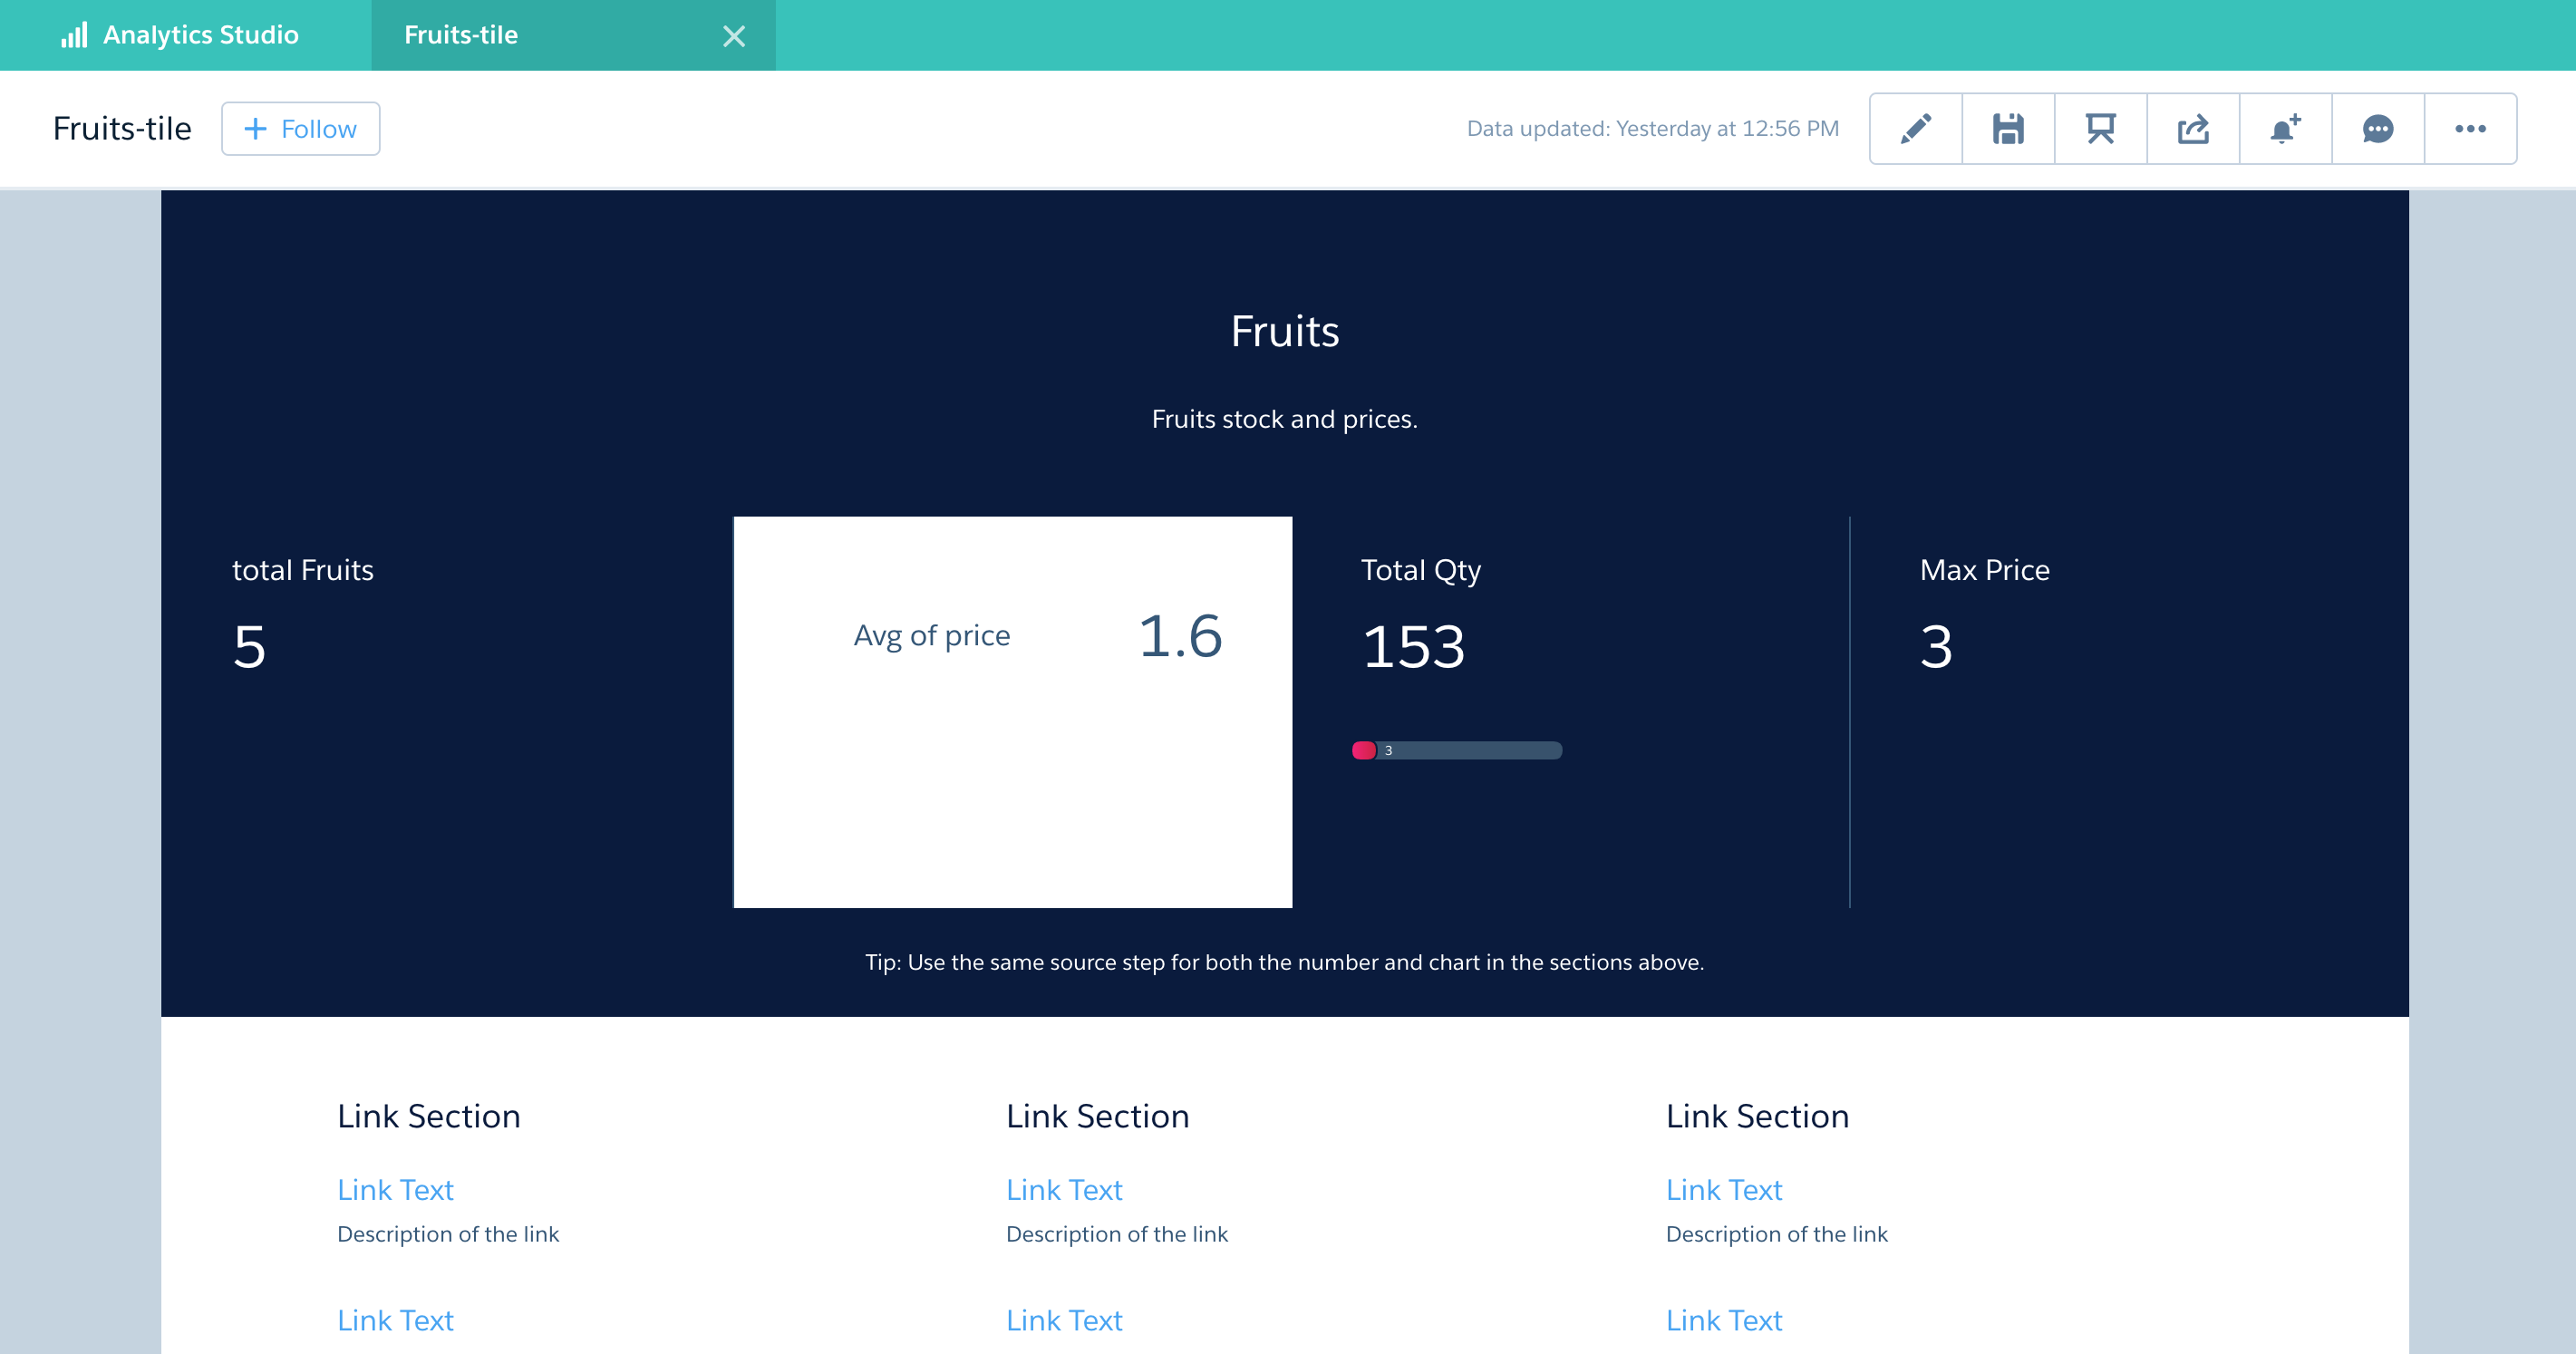 Analytics Studio
Fruits-tile
Fruits-tile
Follow
Data updated: Yesterday at 12:56 PM
Fruits
Fruits stock and prices.
total Fruits
5
Avg of price
1.6
Total Qty
153
3
Max Price
3
Tip: Use the same source step for both the number and chart in the sections above.
Link Section
Link Text
Description of the link
Link Text
Link Section
Link Text
Description of the link
Link Text
Link Section
Link Text
Description of the link
Link Text